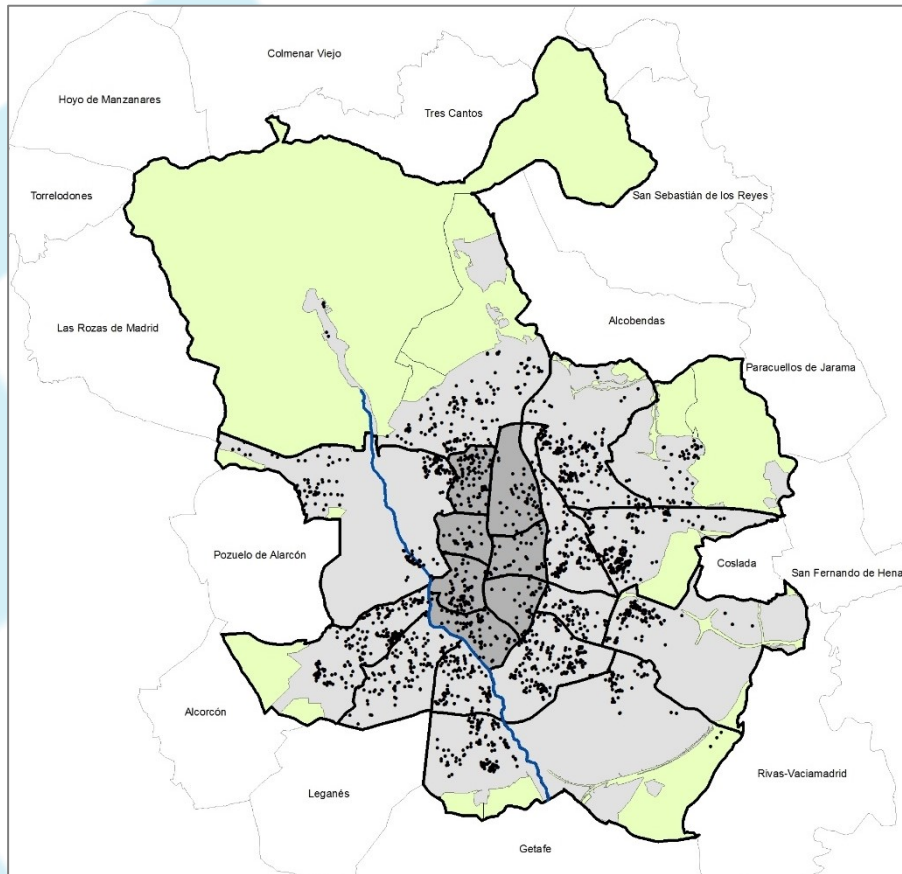 Colmenar Viejo
Hoyo de Manzanares
Tres Cantos
Torrelodones
San Sebastián de los Reyes
Las Rozas de Madrid
Alcobendas
Paracuellos de Jarama
Pozuelo de Alarcón
Coslada
San Fernando de Hena
Alcorcón
Rivas-Vaciamadrid
Leganés
Getafe